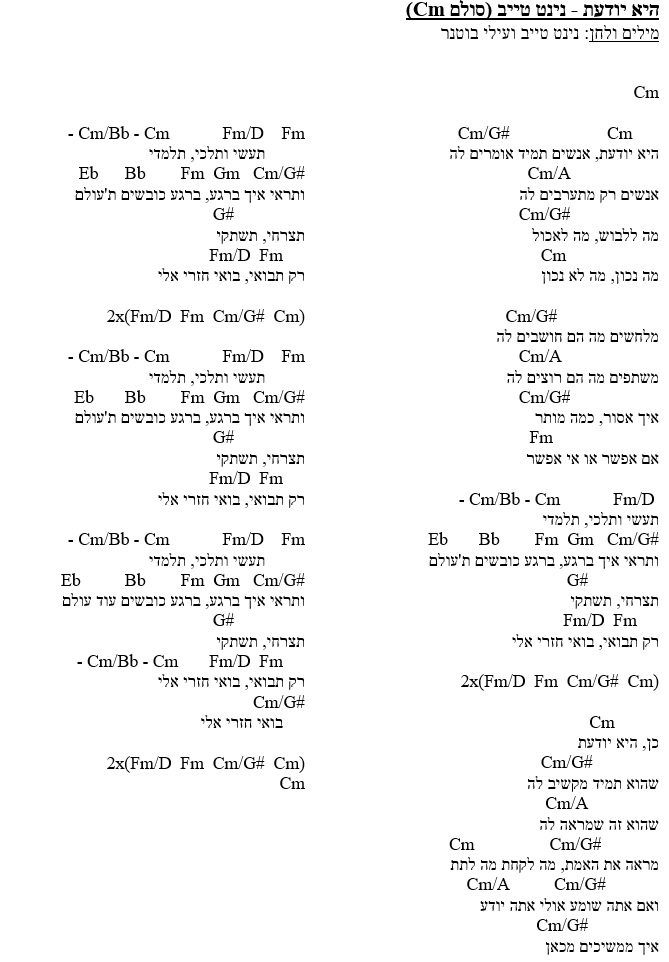 היא יודעת - נינט טייב (סולם Cm)
מילים ולחן: נינט טייב ועילי בוטנר
Cm
Cm/G# Cm
היא יודעת, אנשים תמיד אומרים לה
Cm/A
אנשים רק מתערבים לה
Cm/G#
מה ללבוש, מה לאכול
Cm
מה נכון, מה לא נכון
Cm/G#
מלחשים מה הם חושבים לה
Cm/A
משתפים מה הם רוצים לה
Cm/G#
איך אסור, כמה מותר
Fm
אם אפשר או אי אפשר
- Cm/Bb - Cm Fm/D
תעשי ותלכי, תלמדי
Eb Bb Fm Gm Cm/G#
ותראי איך ברגע, ברגע כובשים ת'עולם
G#
תצרחי, תשתקי
Fm/D Fm
רק תבואי, בואי חזרי אלי
2x(Fm/D Fm Cm/G# Cm)
Cm
כן, היא יודעת
Cm/G#
שהוא תמיד מקשיב לה
Cm/A
שהוא זה שמראה לה
Cm Cm/G#
מראה את האמת, מה לקחת מה לתת
Cm/A Cm/G#
ואם אתה שומע אולי אתה יודע
Cm/G#
איך ממשיכים מכאן
- Cm/Bb - Cm Fm/D Fm
תעשי ותלכי, תלמדי
Eb Bb Fm Gm Cm/G#
ותראי איך ברגע, ברגע כובשים ת'עולם
G#
תצרחי, תשתקי
Fm/D Fm
רק תבואי, בואי חזרי אלי
2x(Fm/D Fm Cm/G# Cm)
- Cm/Bb - Cm Fm/D Fm
תעשי ותלכי, תלמדי
Eb Bb Fm Gm Cm/G#
ותראי איך ברגע, ברגע כובשים ת'עולם
G#
תצרחי, תשתקי
Fm/D Fm
רק תבואי, בואי חזרי אלי
- Cm/Bb - Cm Fm/D Fm
תעשי ותלכי, תלמדי
Eb Bb Fm Gm Cm/G#
ותראי איך ברגע, ברגע כובשים עוד עולם
G#
תצרחי, תשתקי
- Cm/Bb - Cm Fm/D Fm
רק תבואי, בואי חזרי אלי
Cm/G#
בואי חזרי אלי
2x(Fm/D Fm Cm/G# Cm)
Cm